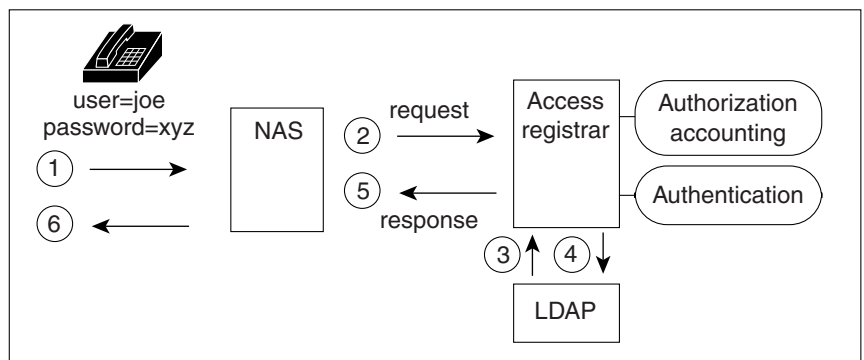 user=joe
password=xyz
1
6
NAS
2
request
5
response
Access
registrar
Authorization
accounting
Authentication
3
4
LDAP